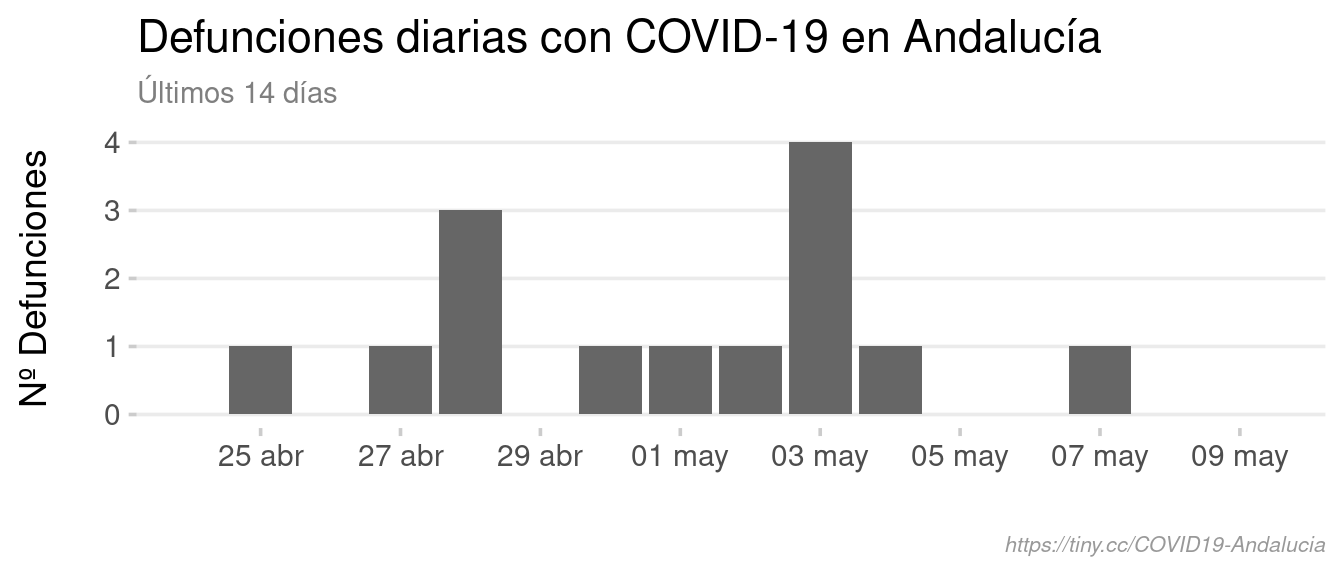 Defunciones diarias con COVID-19 en Andalucía
Últimos 14 días
Nº Defunciones
4
3
2
1
0
25 abr 27 abr 29 abr 01 may 03 may 05 may 07 may 09 may
https://tiny.cc/COVID19-Andalucia